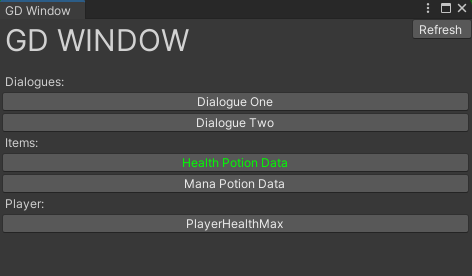 GD Window
GD WINDOW
Refresh
Dialogues:
Dialogue One
Dialogue Two
Items:
Health Potion Data
Mana Potion Data
Player:
PlayerHealthMax